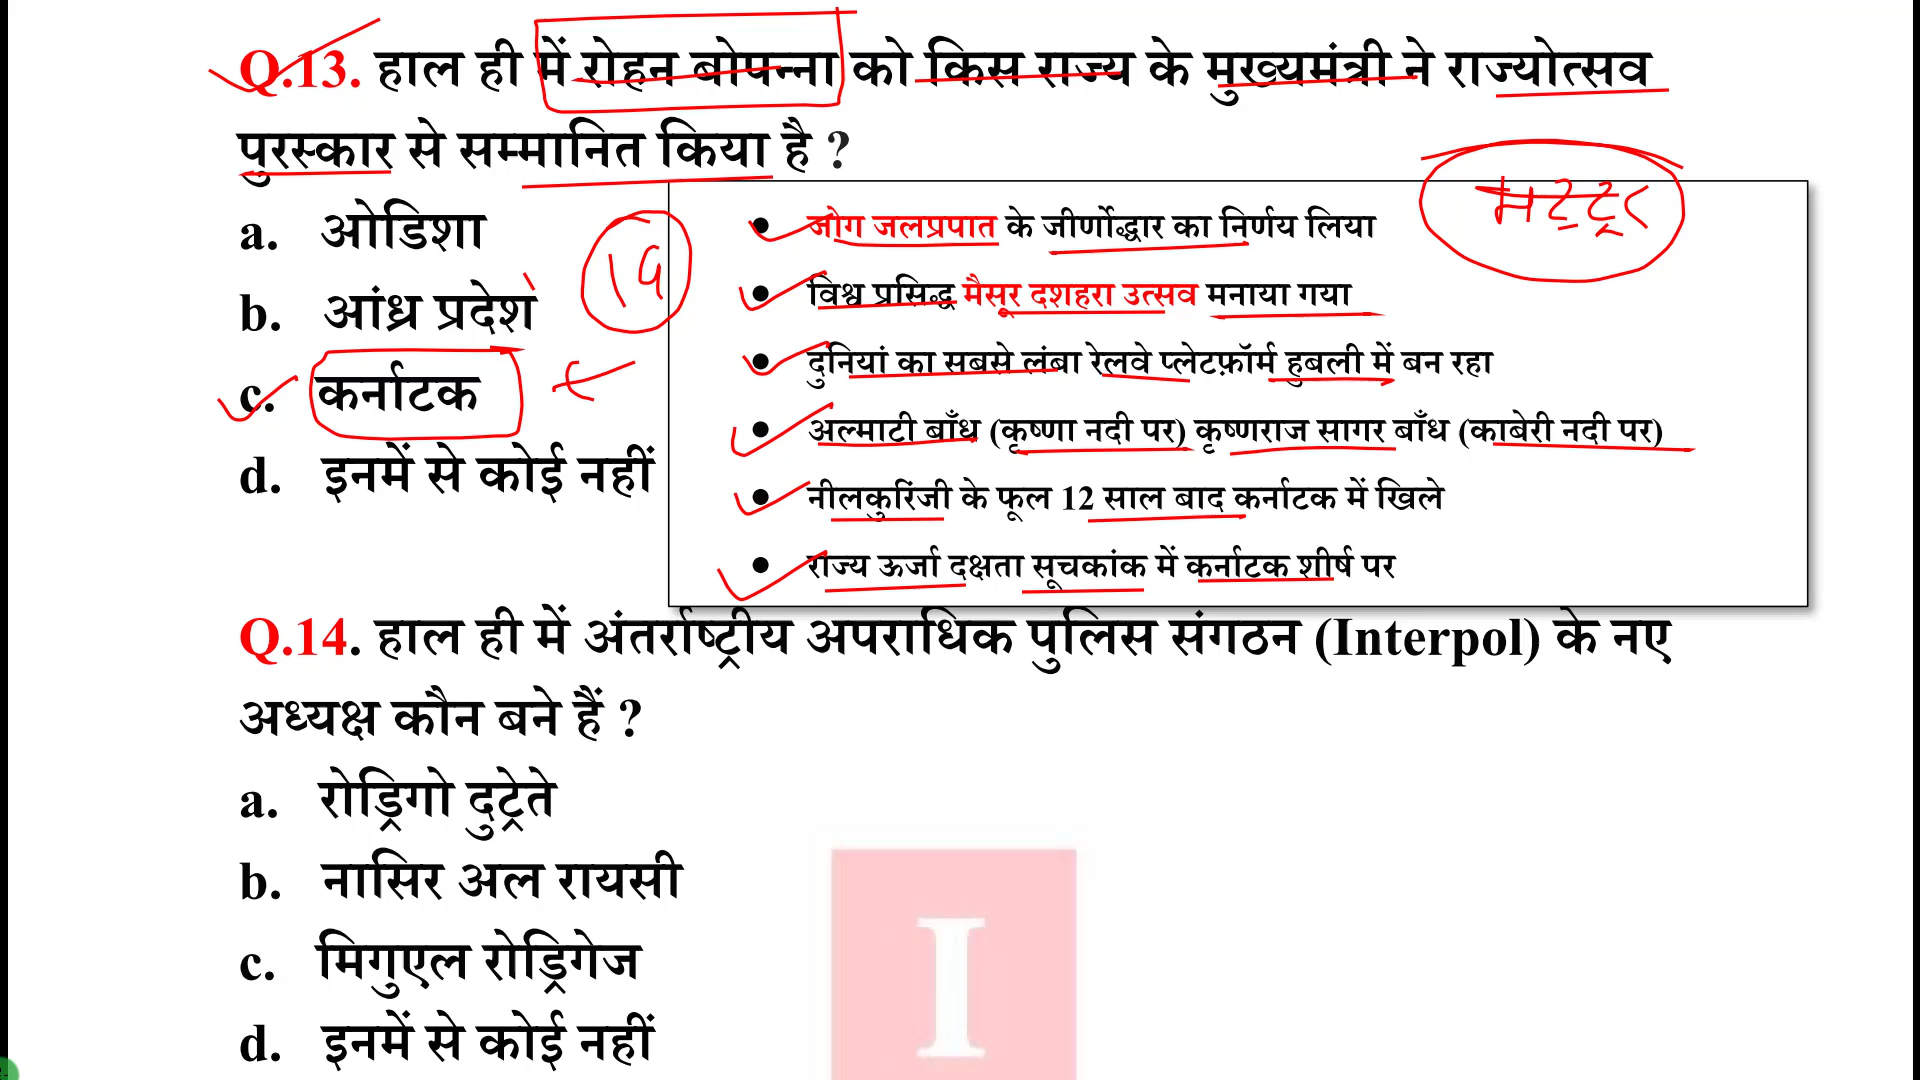 Q.13. हाल ही में रोहन बोपन्ना को किस राज्य के मुख्यमंत्री ने राज्योत्सव
पुरस्कार से सम्मानित किया है ?
a. ओडिशा
b. आंध्र प्रदेश
c. कर्नाटक
d. इनमें से कोई नहीं
19
• जोग जलप्रपात के जीर्णोद्धार का निर्णय लिया
• विश्व प्रसिद्ध मैसूर दशहरा उत्सव मनाया गया
• दुनियां का सबसे लंबा रेलवे प्लेटफ़ॉर्म हुबली में बन रहा
• अल्माटी बाँध (कृष्णा नदी पर) कृष्णराज सागर बाँध (काबेरी नदी पर)
• नीलकुरिंजी के फूल 12 साल बाद कर्नाटक में खिले
• राज्य ऊर्जा दक्षता सूचकांक में कर्नाटक शीर्ष पर
Q.14. हाल ही में अंतर्राष्ट्रीय अपराधिक पुलिस संगठन (Interpol) के नए
अध्यक्ष कौन बने हैं ?
a. रोड्रिगो दुट्रेते
b. नासिर अल रायसी
c. मिगुएल रोड्रिगेज
d. इनमें से कोई नहीं
I